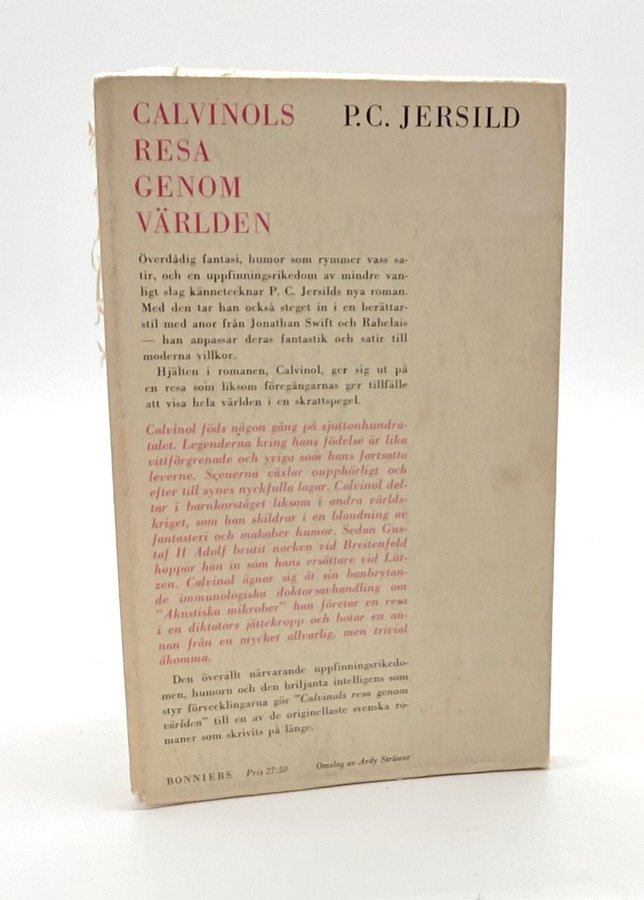 CALVINOLS
RESA
GENOM
VÄRLDEN
P.C. JERSILD
Överdådig fantasi, humor som rymmer vass sa-
tir, och en uppfinningsrikedom av mindre van-
ligt slag kännetecknar P. C. Jersilds nya roman.
Med den tar han också steget in i en berättar-
stil med anor från Jonathan Swift och Rabelais
— han anpassar deras fantastik och satir till
moderna villkor.
Hjälten i romanen, Calvinol, ger sig ut på
en resa som liksom föregångarnas ger tillfälle
att visa hela världen i en skrattspegel.
Calvinol föds någon gång på sjuttonhundra-
talet. Legenderna kring hans födelse är lika
vittförgrenade och yviga som hans fortsatta
leverne. Scenerna växlar oupphörligt och
efter till synes nyckfulla lagar. Calvinol del-
tar i barnkorståget liksom i andra världs-
kriget, som han skildrar i en blandning av
fantasteri och makaber humor. Sedan Gus-
taf II Adolf brutit nacken vid Breitenfeld
hoppar han in som hans ersättare vid Lüt-
zen. Calvinol ägnar sig åt sin banbrytan-
de immunologiska doktorsavhandling om
"Akustiska mikrober" han företar en resa
i en diktators jättekropp och botar en an-
nan från en mycket allvarlig, men trivial
åkomma.
Den överallt närvarande uppfinningsrikedo-
men, humorn och den briljanta intelligens som
styr förvecklingarna gör "Calvinols resa genom
världen" till en av de originellaste svenska ro-
maner som skrivits på länge.
BONNIERS Pris 27:50 Omslag av Ardy Strüwer